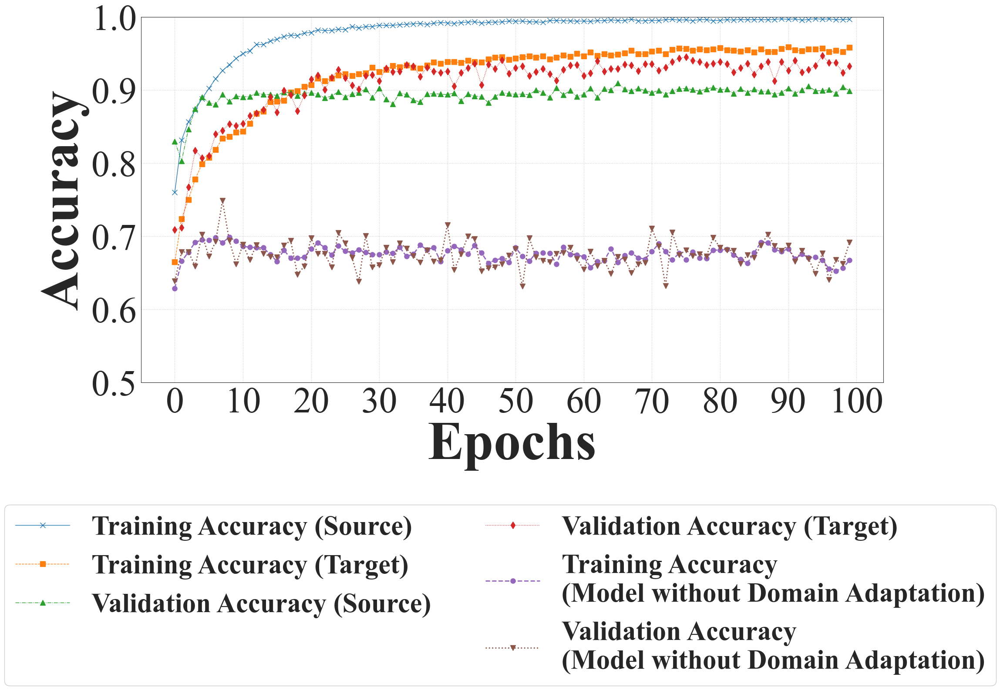 1.0
0.9
0.8
0.7
0.6
0.5
Accuracy
0 10 20 30 40 50 60 70 80 90 100
Epochs
Training Accuracy (Source)
Training Accuracy (Target)
Validation Accuracy (Source)
Validation Accuracy (Target)
Training Accuracy
(Model without Domain Adaptation)
Validation Accuracy
(Model without Domain Adaptation)